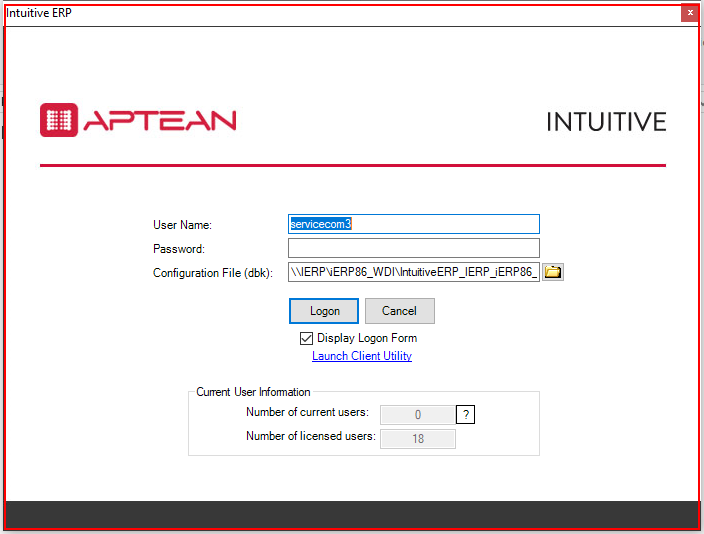 Intuitive ERP
x
APTEAN
INTUITIVE
User Name:
servicecom3
Password:
Configuration File (dbk):
\\IERP\iERP86_WDI\IntuitiveERP_IERP_iERP86_
Logon
Cancel
Display Logon Form
Launch Client Utility
Current User Information
Number of current users:
0
?
Number of licensed users:
18